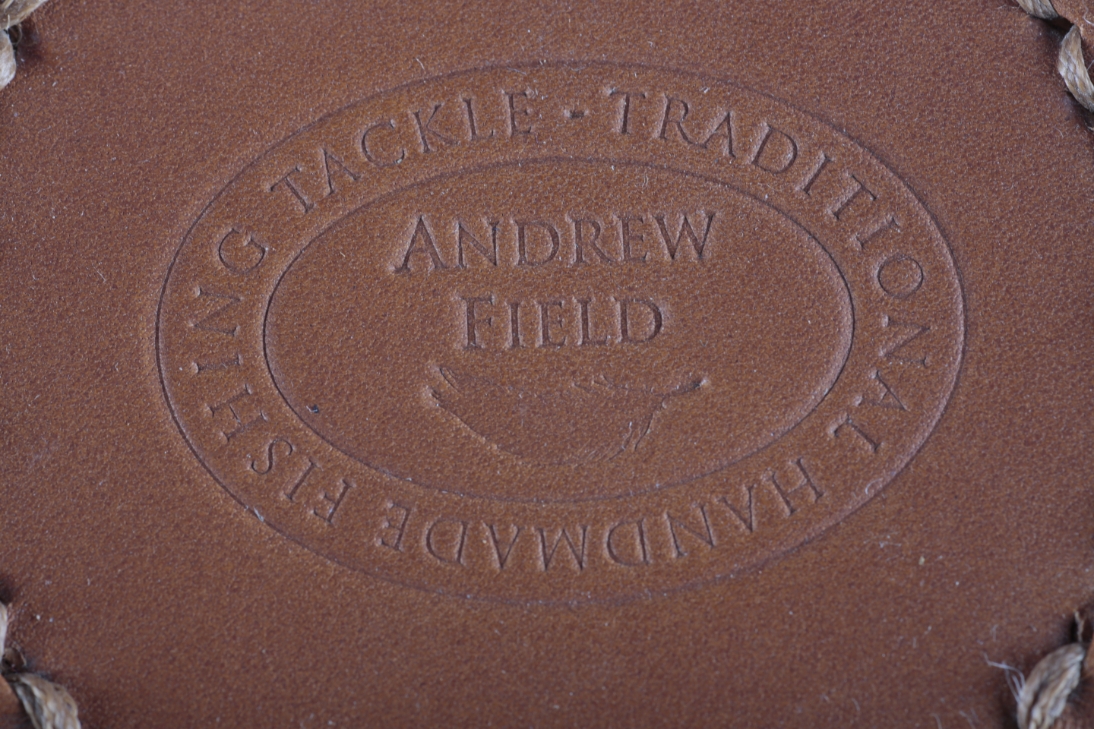 TRADITIONAL HANDMADE FISHING TACKLE -
ANDREW
FIELD